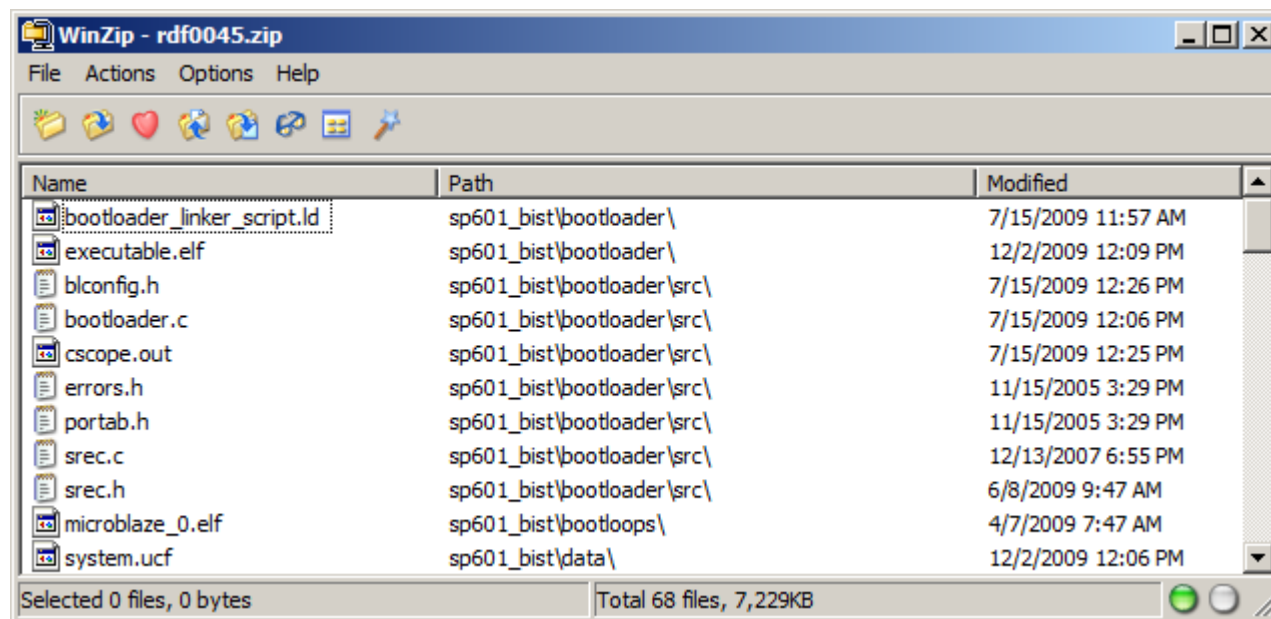 WinZip - rdf0045.zip
File Actions Options Help
Name Path Modified
bootloader_linker_script.ld sp601_bist\bootloader\ 7/15/2009 11:57 AM
executable.elf sp601_bist\bootloader\ 12/2/2009 12:09 PM
blconfig.h sp601_bist\bootloader\src\ 7/15/2009 12:26 PM
bootloader.c sp601_bist\bootloader\src\ 7/15/2009 12:06 PM
cscope.out sp601_bist\bootloader\src\ 7/15/2009 12:25 PM
errors.h sp601_bist\bootloader\src\ 11/15/2005 3:29 PM
portab.h sp601_bist\bootloader\src\ 11/15/2005 3:29 PM
srec.c sp601_bist\bootloader\src\ 12/13/2007 6:55 PM
srec.h sp601_bist\bootloader\src\ 6/8/2009 9:47 AM
microblaze_0.elf sp601_bist\bootloops\ 4/7/2009 7:47 AM
system.ucf sp601_bist\data\ 12/2/2009 12:06 PM
Selected 0 files, 0 bytes Total 68 files, 7,229KB